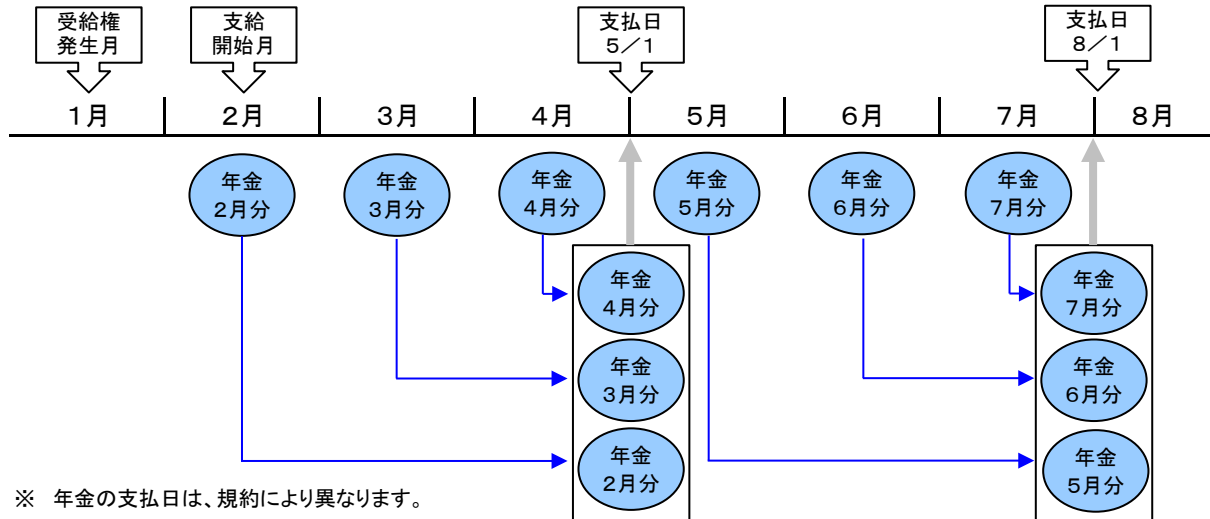 受給権
発生月
支給
開始月
支払日
5／1
支払日
8／1
1月
2月
3月
4月
5月
6月
7月
8月
年金
2月分
年金
3月分
年金
4月分
年金
5月分
年金
6月分
年金
7月分
年金
4月分
年金
3月分
年金
2月分
年金
7月分
年金
6月分
年金
5月分
※　年金の支払日は、規約により異なります。